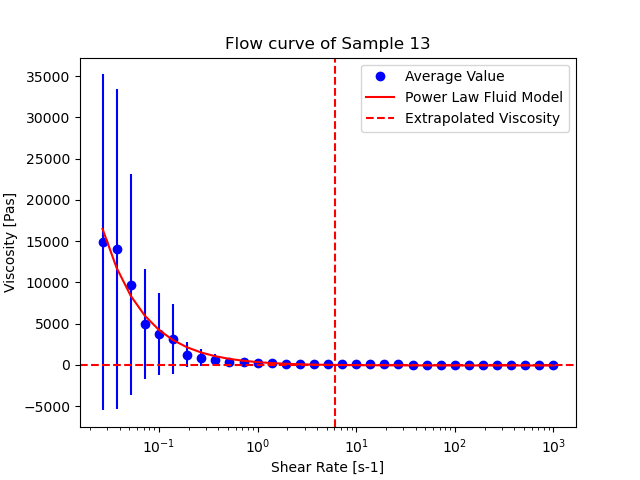 Flow curve of Sample 13
Average Value
Power Law Fluid Model
Extrapolated Viscosity
Viscosity [Pas]
35000
30000
25000
20000
15000
10000
5000
0
−5000
10⁻¹ 10⁰ 10¹ 10² 10³
Shear Rate [s-1]